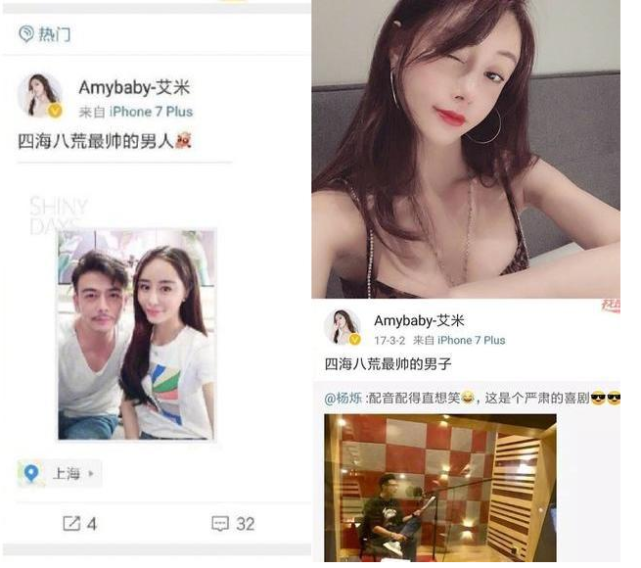 热门
Amybaby-艾米
来自 iPhone 7 Plus
四海八荒最帅的男人
SHINY
DAYS
上海
4
32
Amybaby-艾米
17-3-2 来自 iPhone 7 Plus
四海八荒最帅的男子
@杨烁 :配音配得直想笑，这是个严肃的喜剧